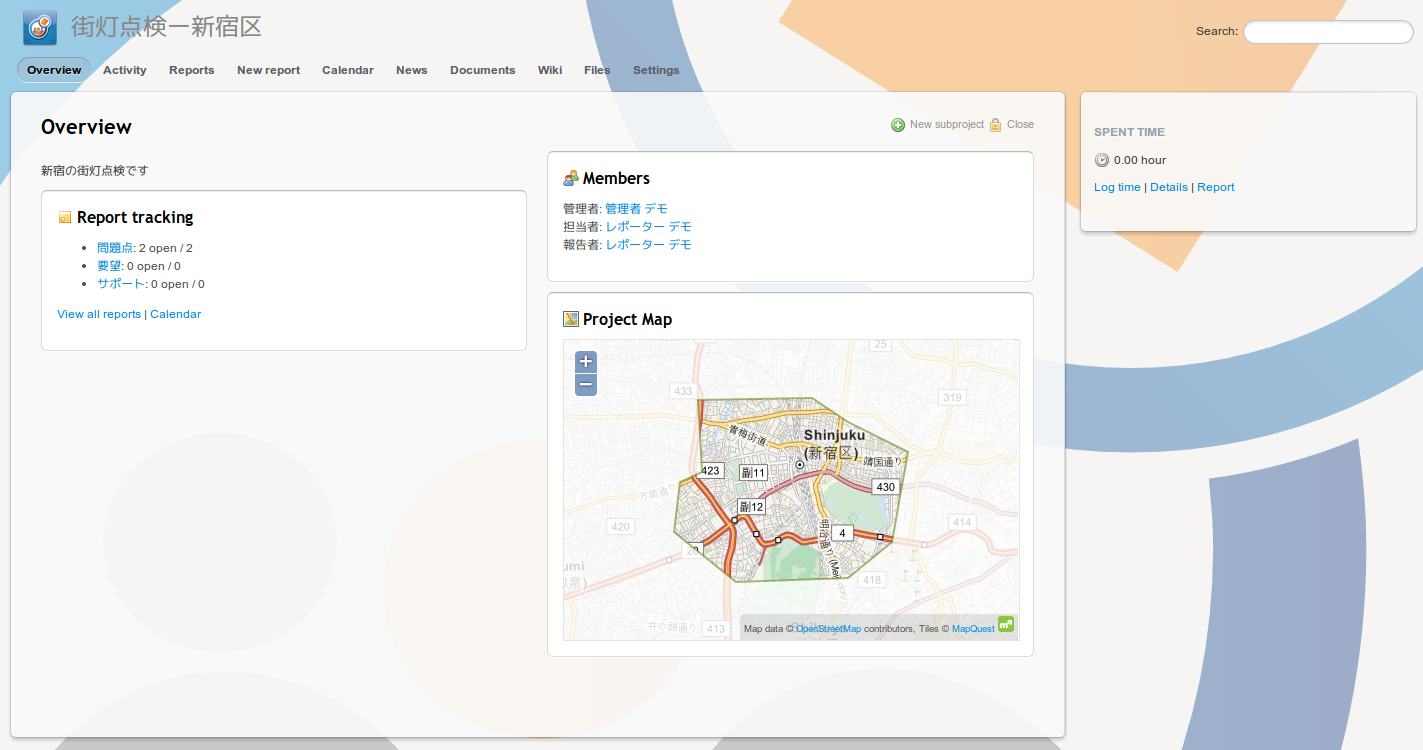 街灯点検ー新宿区
Search:
Overview Activity Reports New report Calendar News Documents Wiki Files Settings
Overview
New subproject Close
新宿の街灯点検です
Report tracking
問題点: 2 open / 2
要望: 0 open / 0
サポート: 0 open / 0
View all reports | Calendar
Members
管理者: 管理者 デモ
担当者: レポーター デモ
報告者: レポーター デモ
Project Map
+
−
25
433
319
青梅街道
Shinjuku
(新宿区)
靖国通り
423
副11
430
方南通り
副12
420
414
4
明治通り(Meiji
20
418
umi
井の頭通り
413
Map data © OpenStreetMap contributors, Tiles © MapQuest
SPENT TIME
0.00 hour
Log time | Details | Report